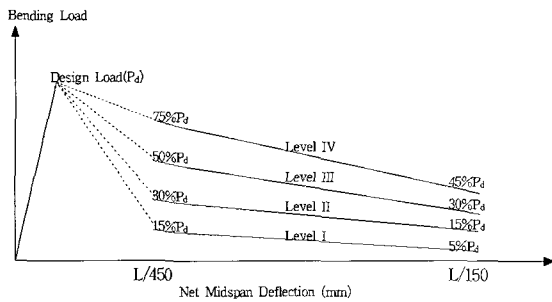 Bending Load
Design Load(Pd)
75%Pd
Level IV
45%Pd
50%Pd
Level III
30%Pd
30%Pd
Level II
15%Pd
15%Pd
Level I
5%Pd
L/450
L/150
Net Midspan Deflection (mm)